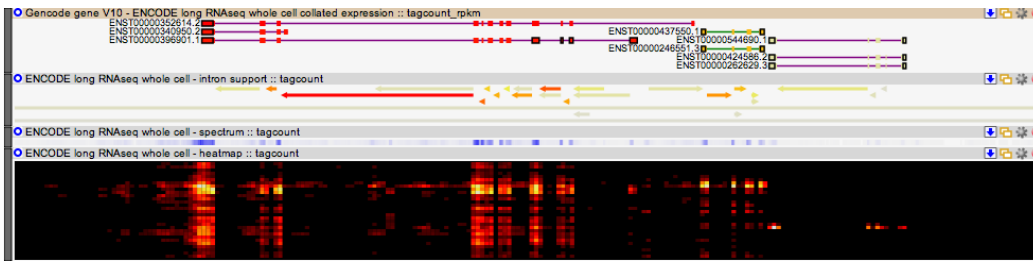 Gencode gene V10 - ENCODE long RNAseq whole cell collated expression :: tagcount_rpkm
ENST00000352614.2
ENST00000340950.2 ENST00000437550.1
ENST00000396901.1 ENST00000544690.1
ENST00000246551.3
ENST00000424586.2
ENST00000262629.3
ENCODE long RNAseq whole cell - intron support :: tagcount
ENCODE long RNAseq whole cell - spectrum :: tagcount
ENCODE long RNAseq whole cell - heatmap :: tagcount